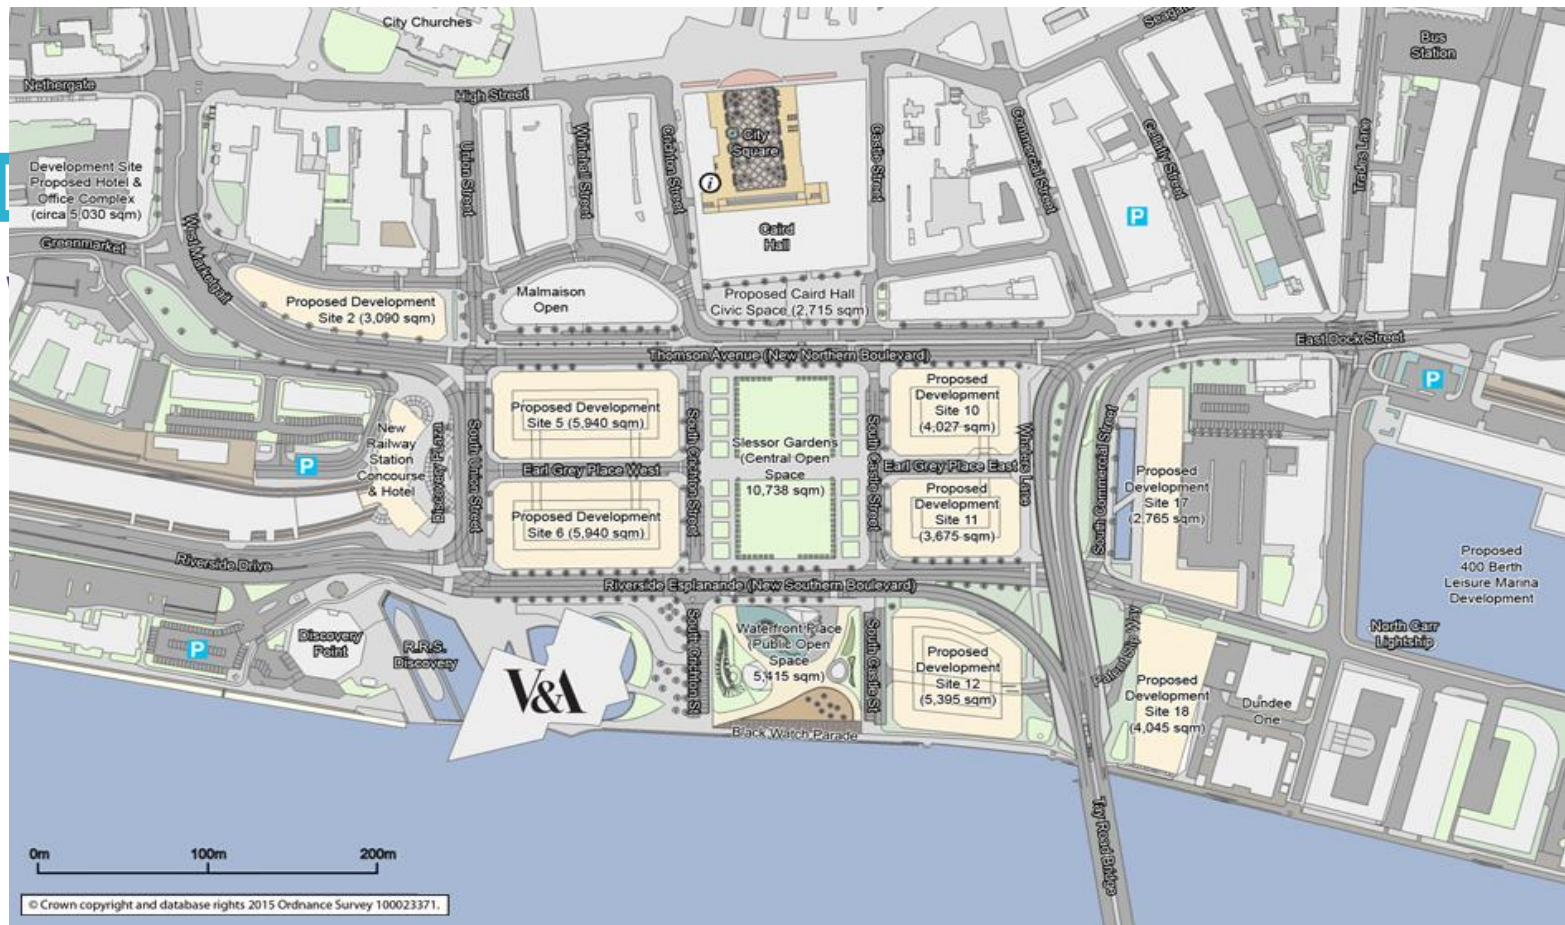 City Churches
Seagate
Bus
Station
Nethergate
High Street
City
Square
i
Union Street
Whitehall Street
Crichton Street
Castle Street
Commercial Street
Gellatly Street
Trades Lane
P
Development Site
Proposed Hotel &
Office Complex
(circa 5,030 sqm)
Greenmarket
West Marketgait
Caird
Hall
Proposed Development
Site 2 (3,090 sqm)
Malmaison
Open
Proposed Caird Hall
Civic Space (2,715 sqm)
Thomson Avenue (New Northern Boulevard)
East Dock Street
P
Proposed Development
Site 5 (5,940 sqm)
Proposed
Development
Site 10
(4,027 sqm)
New
Railway
Station
Concourse
& Hotel
P
South Union Street
South Crichton Street
South Castle Street
Slessor Gardens
(Central Open
Space
10,738 sqm)
Earl Grey Place West
Earl Grey Place East
South Commercial Street
Proposed
Development
Site 17
(2,765 sqm)
Proposed Development
Site 6 (5,940 sqm)
Proposed
Development
Site 11
(3,675 sqm)
Proposed
400 Berth
Leisure Marina
Development
Riverside Drive
Riverside Esplanande (New Southern Boulevard)
North Carr
Lightship
P
Discovery
Point
R.R.S.
Discovery
V&A
South Crichton St
Waterfront Place
(Public Open
Space
5,415 sqm)
South Castle St
Proposed
Development
Site 12
(5,395 sqm)
Proposed
Development
Site 18
(4,045 sqm)
Dundee
One
Black Watch Parade
Tay Road Bridge
0m 100m 200m
© Crown copyright and database rights 2015 Ordnance Survey 100023371.